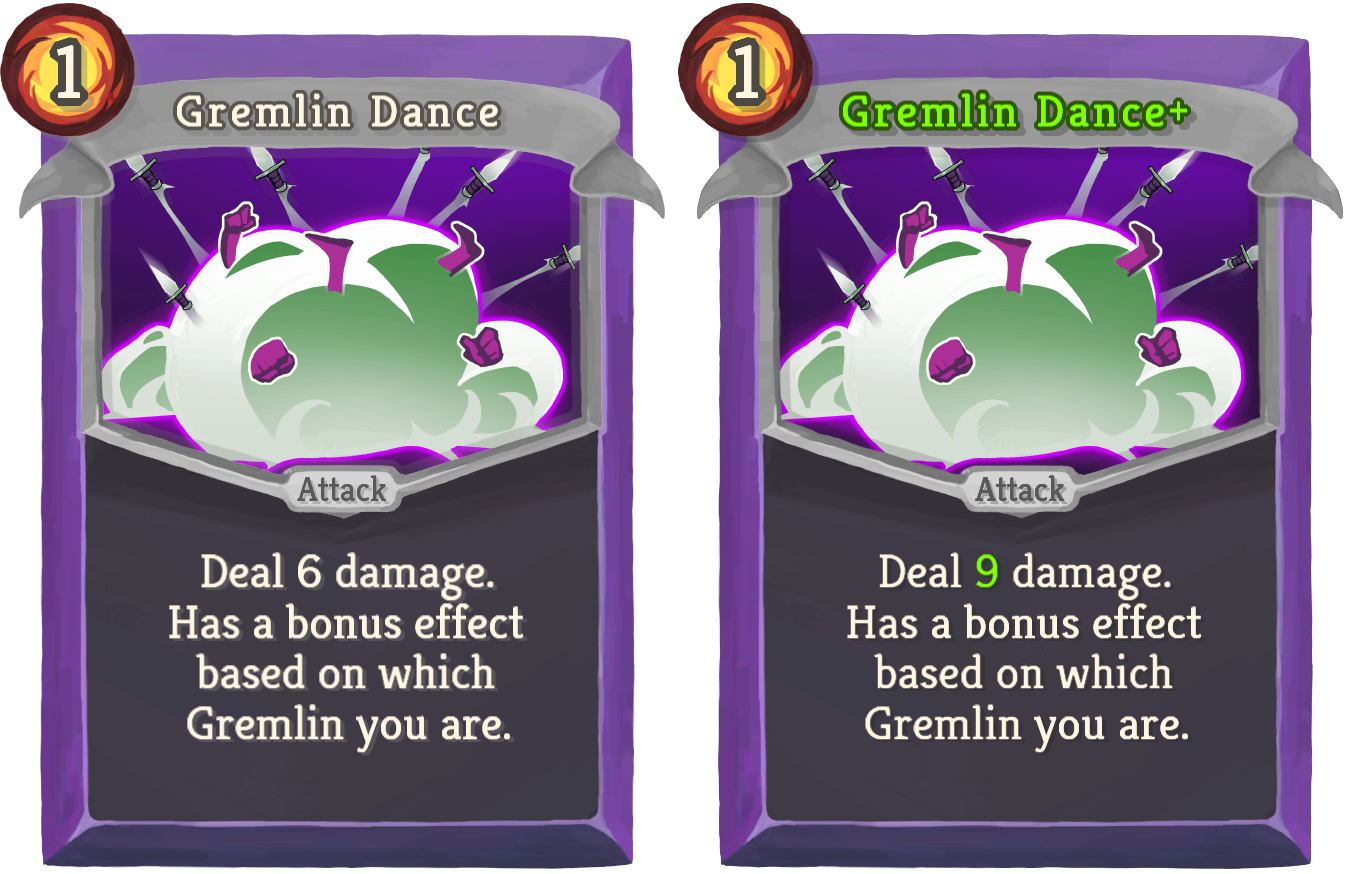 1
Gremlin Dance
Attack
Deal 6 damage.
Has a bonus effect
based on which
Gremlin you are.
1
Gremlin Dance+
Attack
Deal 9 damage.
Has a bonus effect
based on which
Gremlin you are.